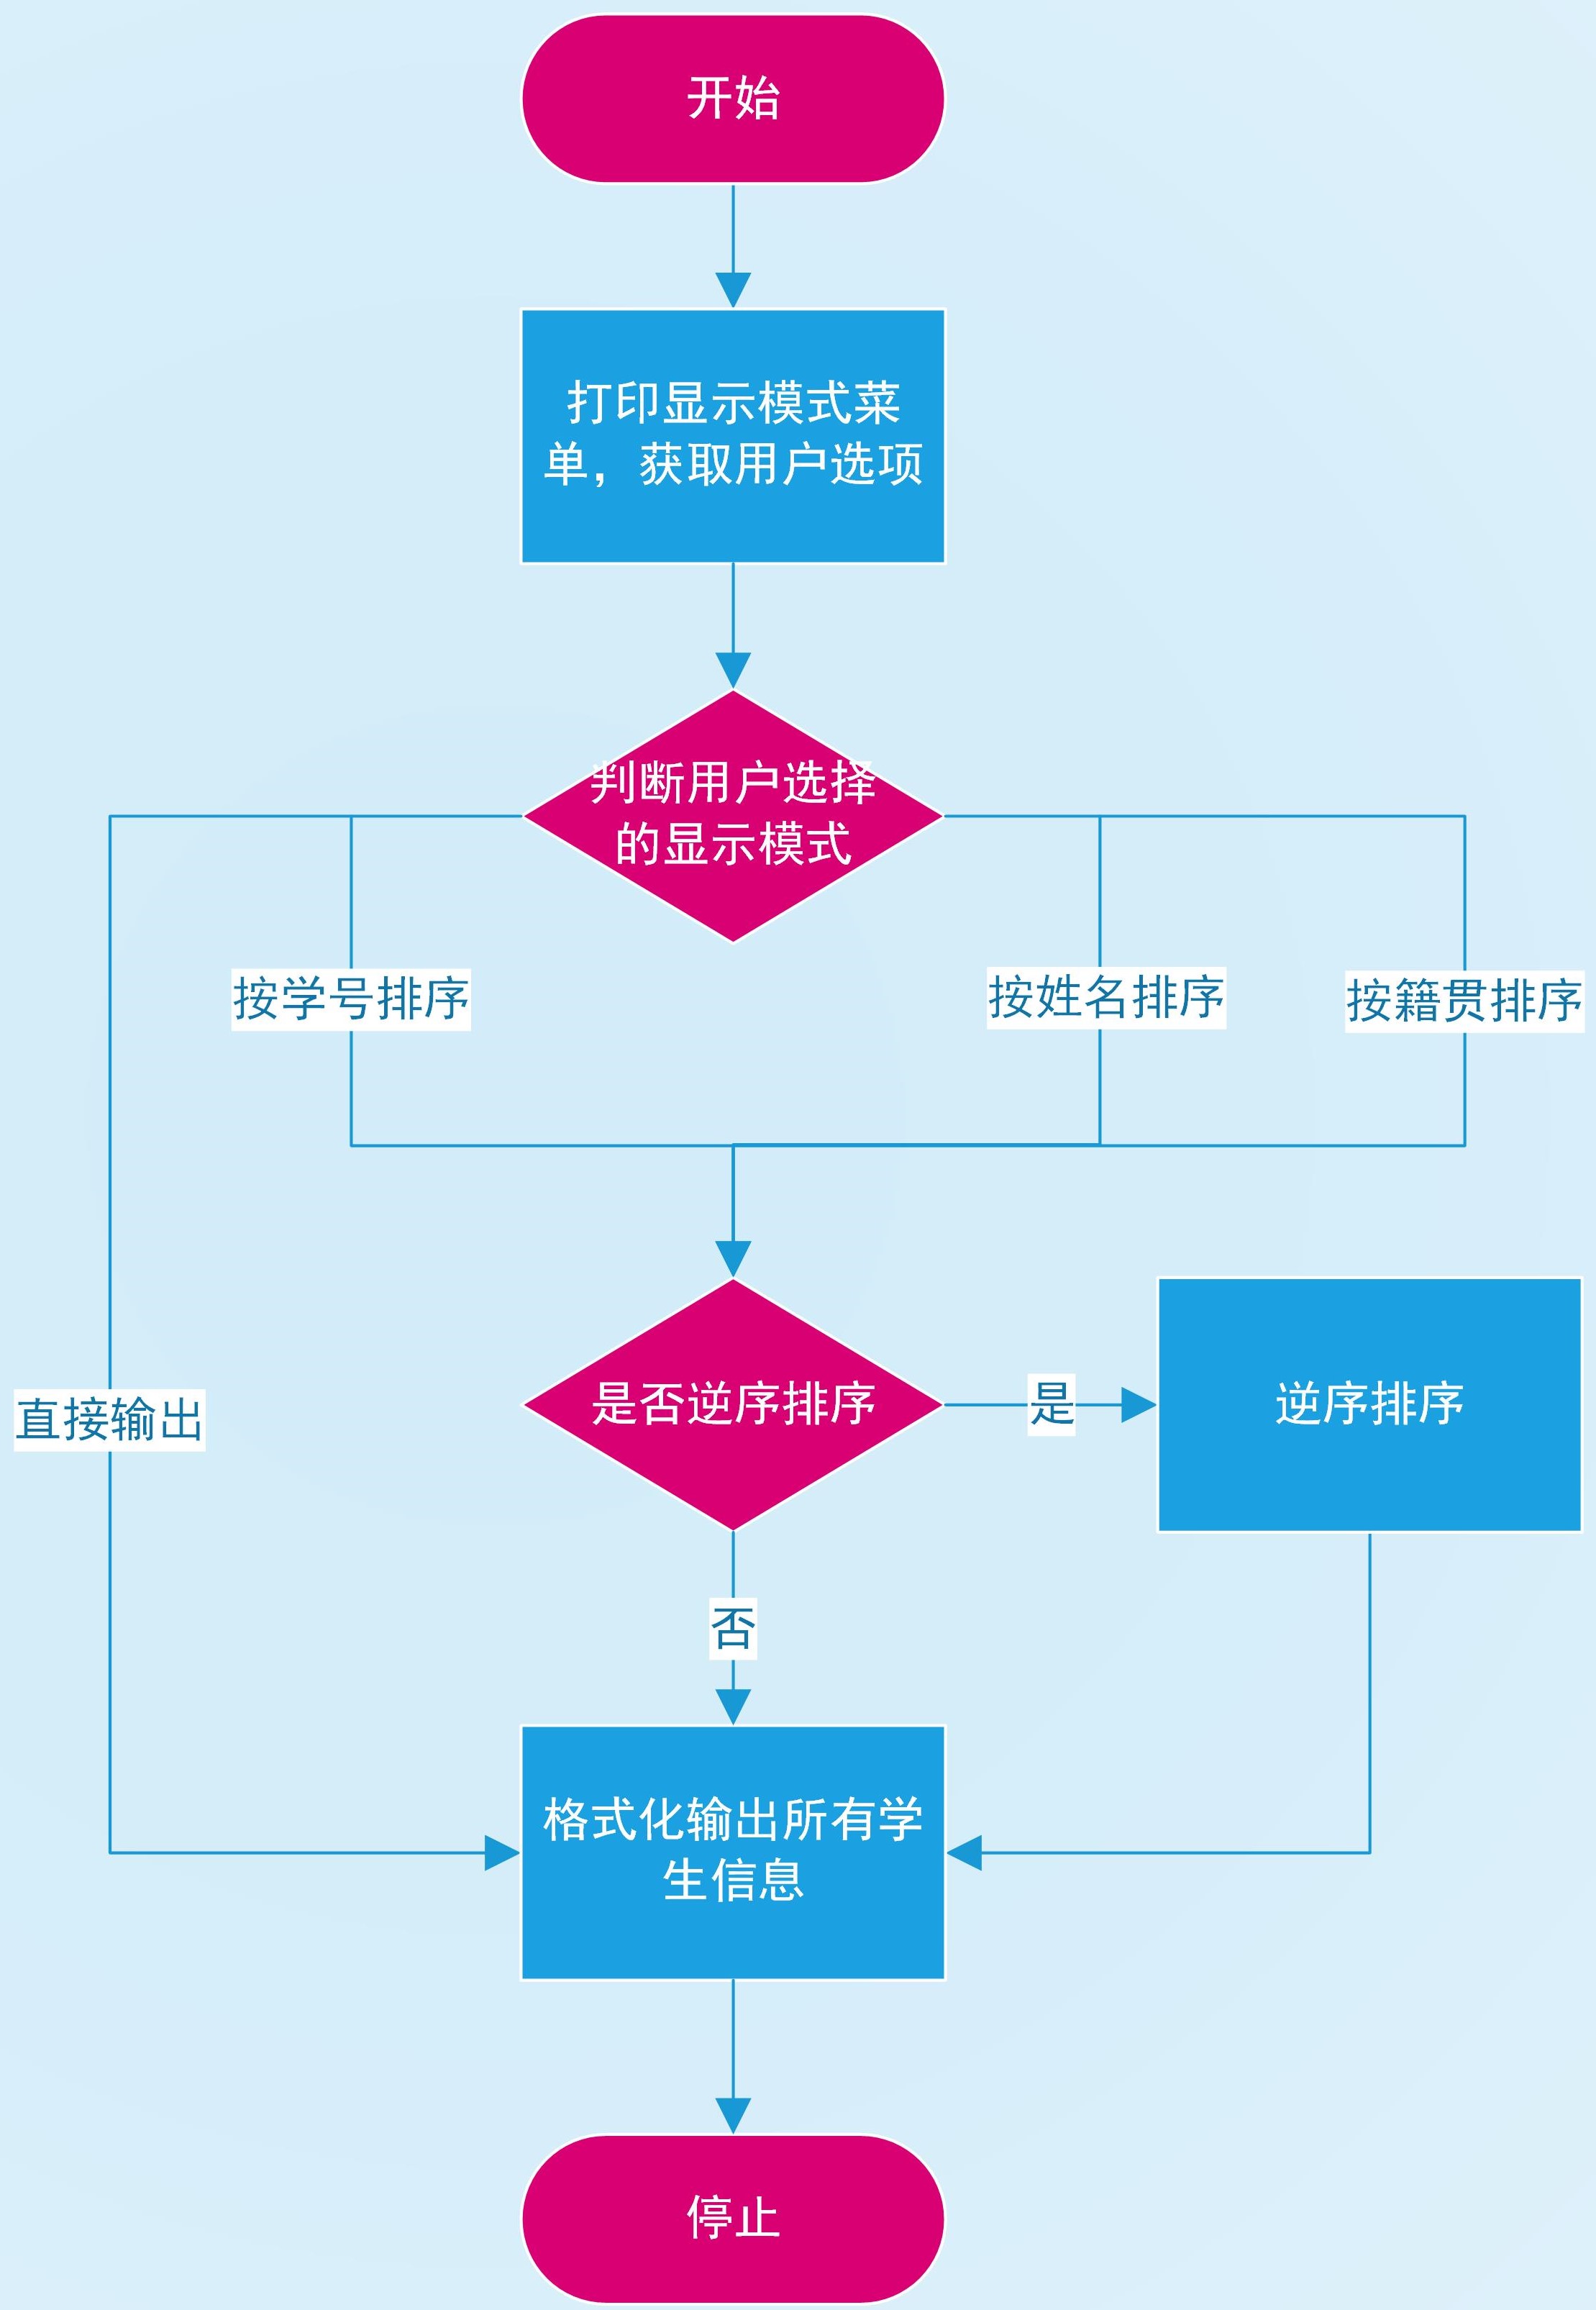 开始
打印显示模式菜
单，获取用户选项
判断用户选择
的显示模式
按学号排序
按姓名排序
按籍贯排序
直接输出
是否逆序排序
是
逆序排序
否
格式化输出所有学
生信息
停止